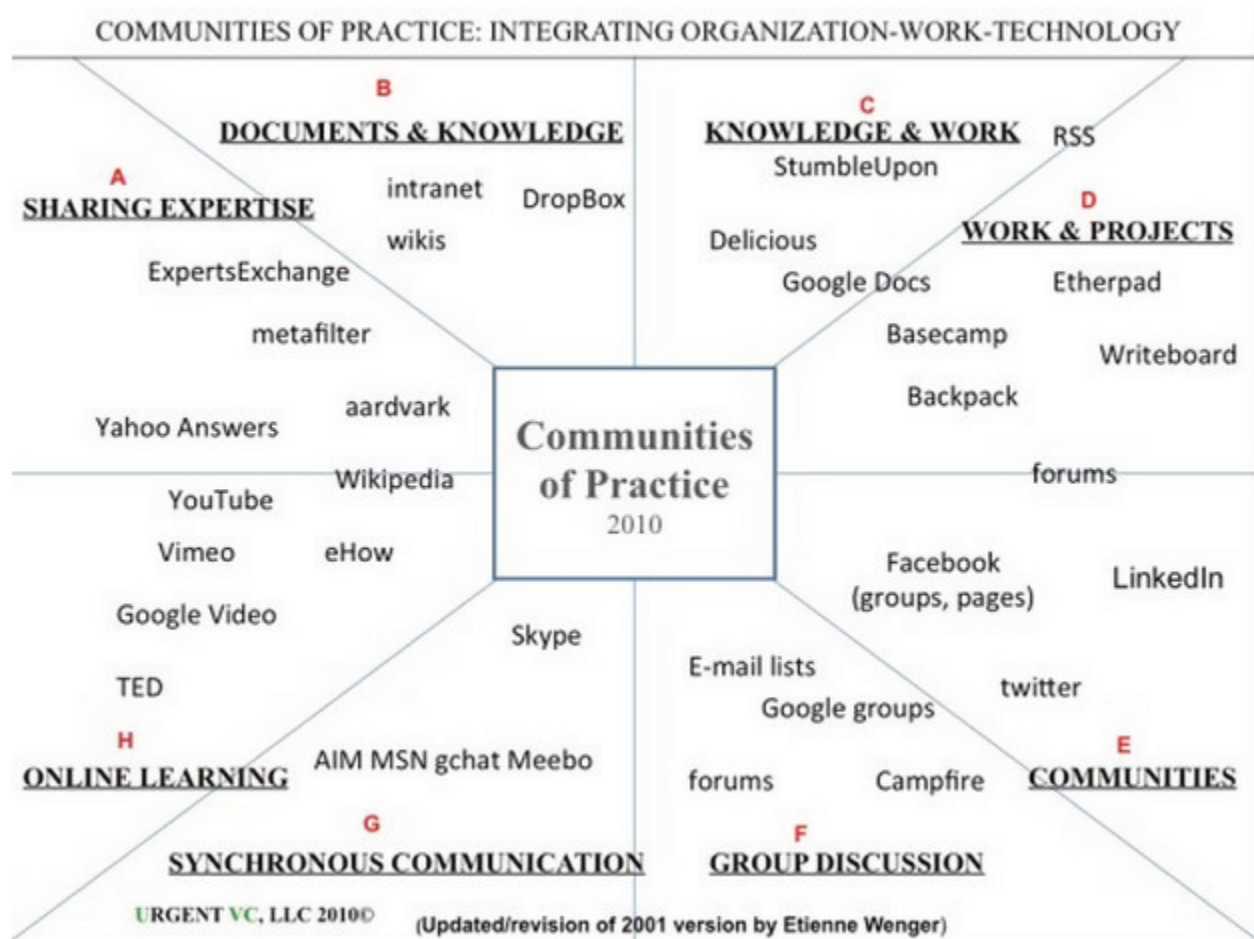 COMMUNITIES OF PRACTICE: INTEGRATING ORGANIZATION-WORK-TECHNOLOGY
A
SHARING EXPERTISE
ExpertsExchange
metafilter
aardvark
Yahoo Answers
Wikipedia
B
DOCUMENTS & KNOWLEDGE
intranet
DropBox
wikis
C
KNOWLEDGE & WORK
StumbleUpon
RSS
Delicious
Google Docs
D
WORK & PROJECTS
Etherpad
Basecamp
Writeboard
Backpack
forums
Communities
of Practice
2010
E
COMMUNITIES
Facebook
(groups, pages)
LinkedIn
twitter
E-mail lists
Google groups
forums
Campfire
F
GROUP DISCUSSION
Skype
AIM MSN gchat Meebo
G
SYNCHRONOUS COMMUNICATION
YouTube
Vimeo
eHow
Google Video
TED
H
ONLINE LEARNING
URGENT VC, LLC 2010©
(Updated/revision of 2001 version by Etienne Wenger)